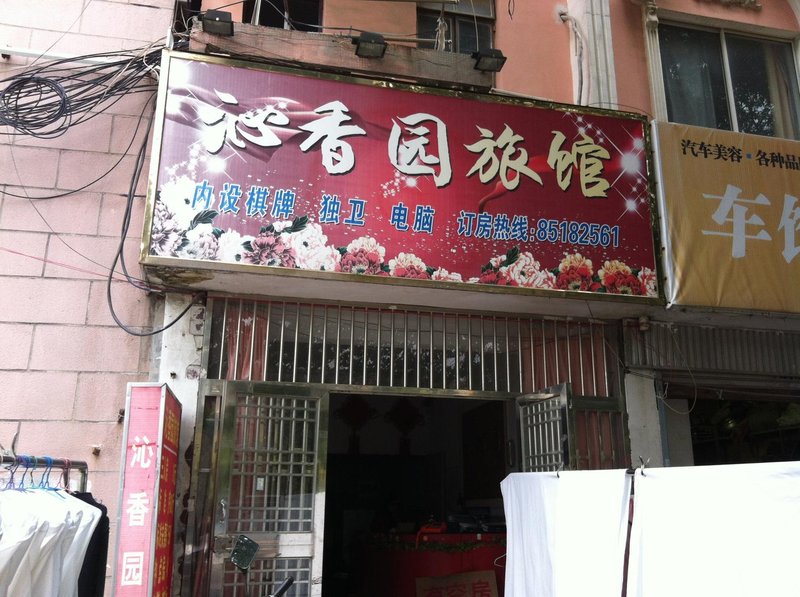 沁香园旅馆
内设棋牌 独卫 电脑 订房热线:85182561
汽车美容·各种品
车饰
沁香园